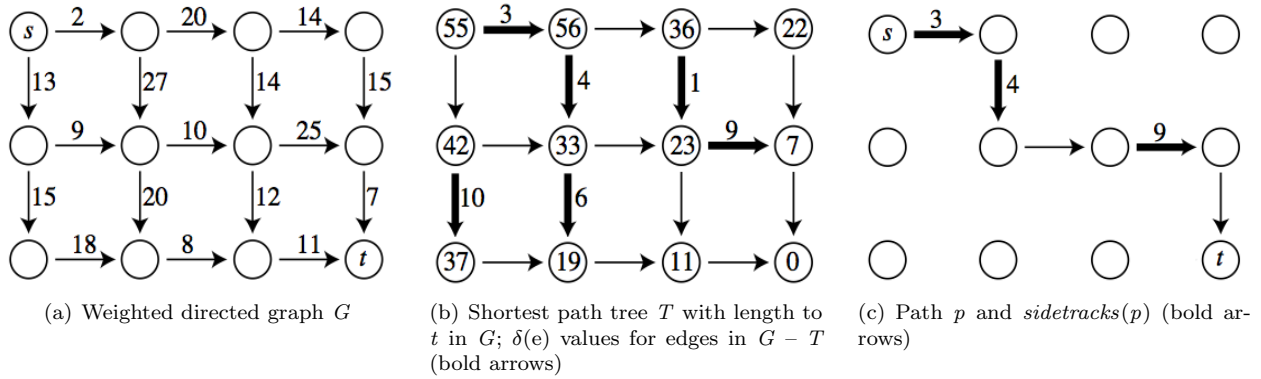 2 20 14 3 3
s 55 56 36 22 s
13 27 14 15 4 1 4
9 10 25 9 9
42 33 23 7
15 20 12 7 10 6
18 8 11
t 37 19 11 0 t
(a) Weighted directed graph G
(b) Shortest path tree T with length to
t in G; δ(e) values for edges in G – T
(bold arrows)
(c) Path p and sidetracks(p) (bold ar-
rows)